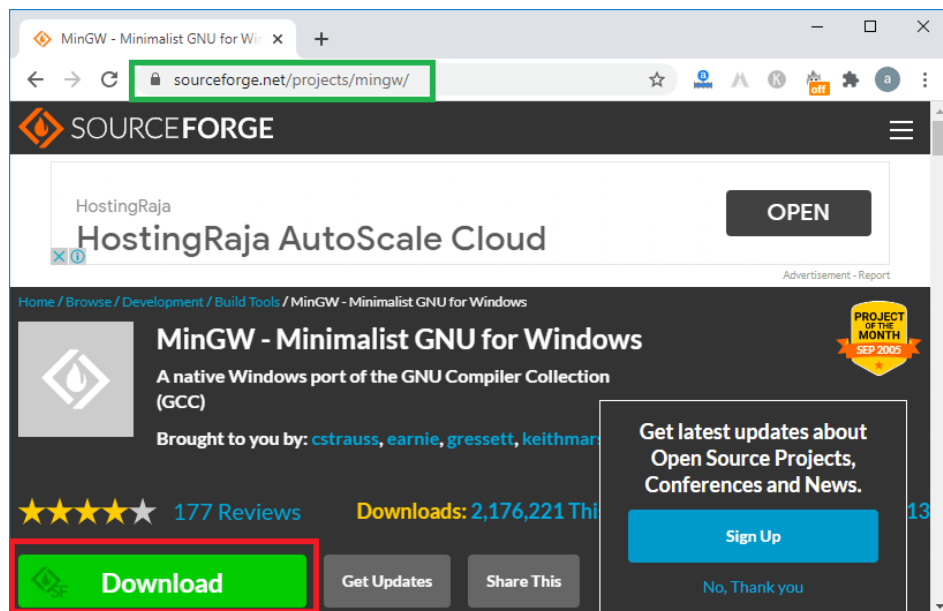 MinGW - Minimalist GNU for Win
sourceforge.net/projects/mingw/
off
a
SOURCEFORGE
HostingRaja
HostingRaja AutoScale Cloud
OPEN
Advertisement - Report
Home / Browse / Development / Build Tools / MinGW - Minimalist GNU for Windows
PROJECT
OF THE
MONTH
SEP 2005
MinGW - Minimalist GNU for Windows
A native Windows port of the GNU Compiler Collection
(GCC)
Brought to you by: cstrauss, earnie, gressett, keithmars
Get latest updates about
Open Source Projects,
Conferences and News.
177 Reviews
Downloads: 2,176,221 Thi
13
Sign Up
SF
Download
Get Updates
Share This
No, Thank you